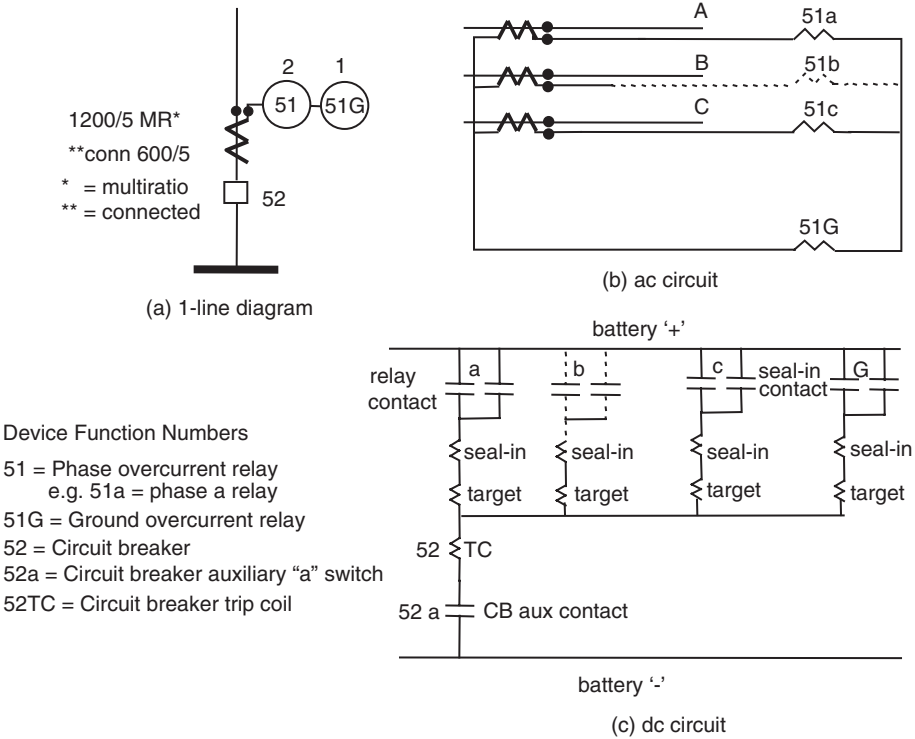 2 1
51 51G
1200/5 MR*
**conn 600/5
* = multiratio
** = connected
52
(a) 1-line diagram
A 51a
B 51b
C 51c
51G
(b) ac circuit
battery ‘+’
relay
contact
a
b
c
seal-in
contact
G
seal-in seal-in seal-in seal-in
target target target target
52 TC
52 a CB aux contact
battery ‘-’
(c) dc circuit
Device Function Numbers
51 = Phase overcurrent relay
e.g. 51a = phase a relay
51G = Ground overcurrent relay
52 = Circuit breaker
52a = Circuit breaker auxiliary “a” switch
52TC = Circuit breaker trip coil